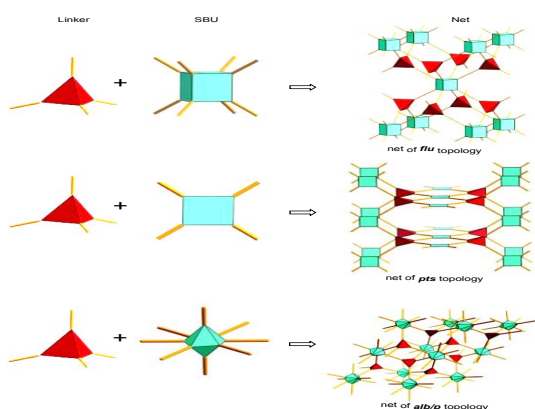 Linker SBU Net
+
net of flu topology
+
net of pts topology
+
net of alb/p topology